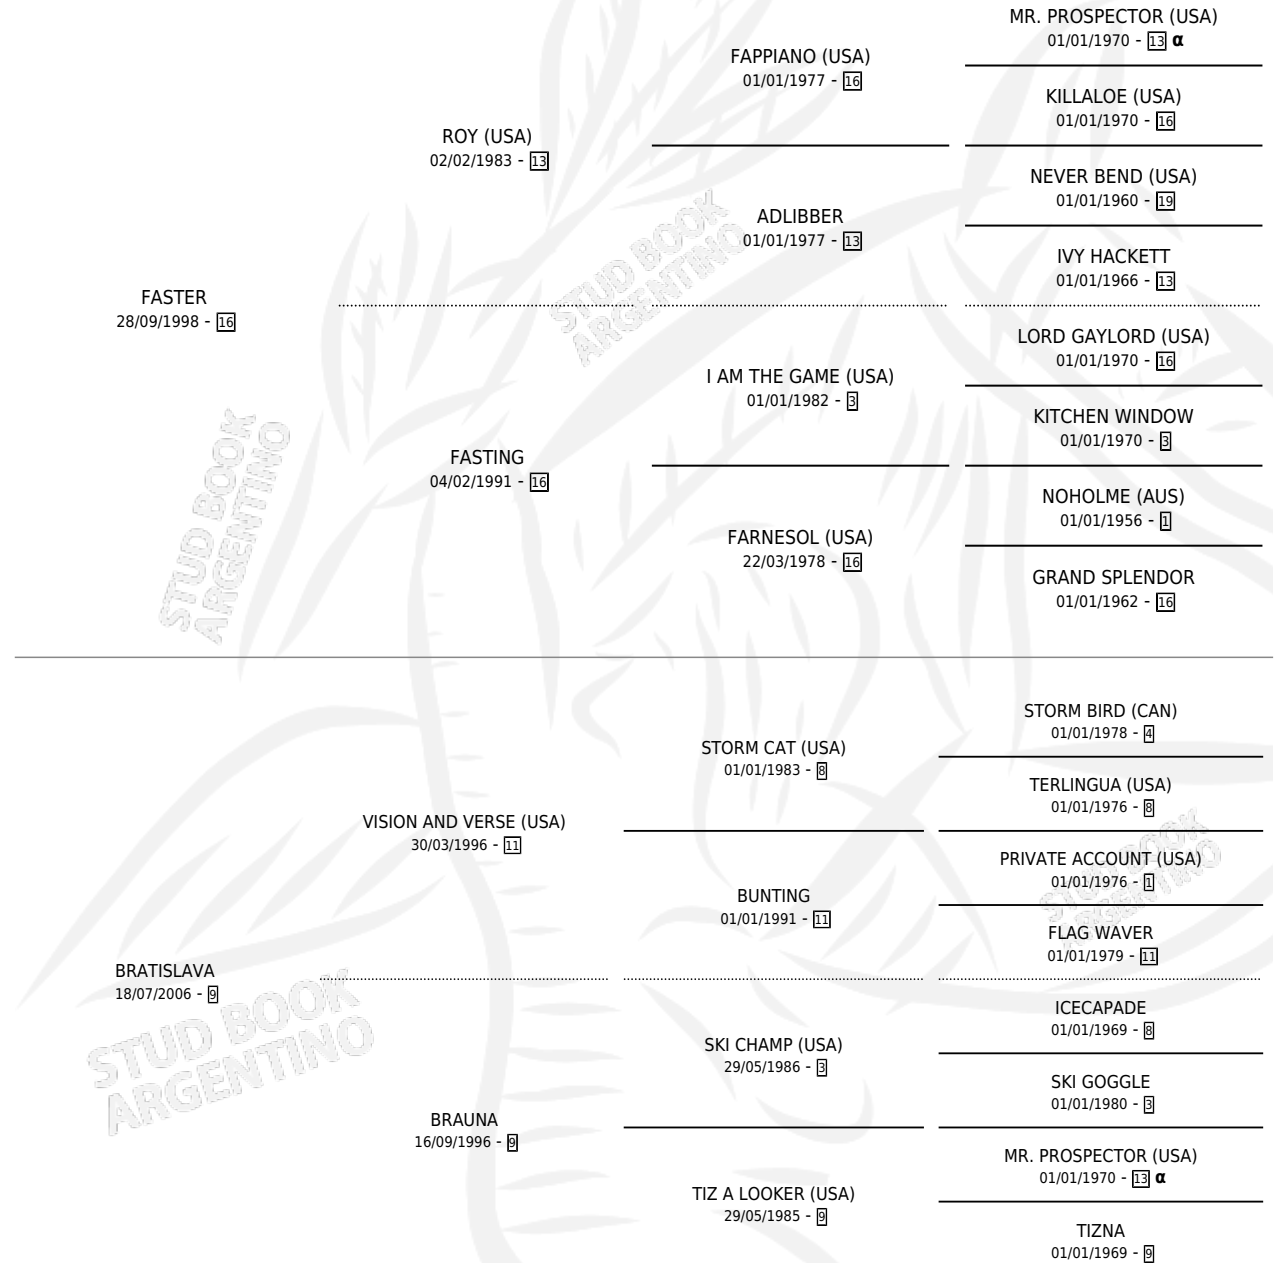 MR. PROSPECTOR (USA)
01/01/1970 - 13 α
FAPPIANO (USA)
01/01/1977 - 16
KILLALOE (USA)
01/01/1970 - 16
ROY (USA)
02/02/1983 - 13
NEVER BEND (USA)
01/01/1960 - 19
ADLIBBER
01/01/1977 - 13
IVY HACKETT
01/01/1966 - 13
FASTER
28/09/1998 - 16
LORD GAYLORD (USA)
01/01/1970 - 16
I AM THE GAME (USA)
01/01/1982 - 3
KITCHEN WINDOW
01/01/1970 - 3
FASTING
04/02/1991 - 16
NOHOLME (AUS)
01/01/1956 - 1
FARNESOL (USA)
22/03/1978 - 16
GRAND SPLENDOR
01/01/1962 - 16
STORM BIRD (CAN)
01/01/1978 - 4
STORM CAT (USA)
01/01/1983 - 8
TERLINGUA (USA)
01/01/1976 - 8
VISION AND VERSE (USA)
30/03/1996 - 11
PRIVATE ACCOUNT (USA)
01/01/1976 - 1
BUNTING
01/01/1991 - 11
FLAG WAVER
01/01/1979 - 11
BRATISLAVA
18/07/2006 - 9
ICECAPADE
01/01/1969 - 8
SKI CHAMP (USA)
29/05/1986 - 3
SKI GOGGLE
01/01/1980 - 3
BRAUNA
16/09/1996 - 9
MR. PROSPECTOR (USA)
01/01/1970 - 13 α
TIZ A LOOKER (USA)
29/05/1985 - 9
TIZNA
01/01/1969 - 9
STUD BOOK
ARGENTINO
STUD BOOK
ARGENTINO
STUD BOOK
ARGENTINO
STUD BOOK
ARGENTINO